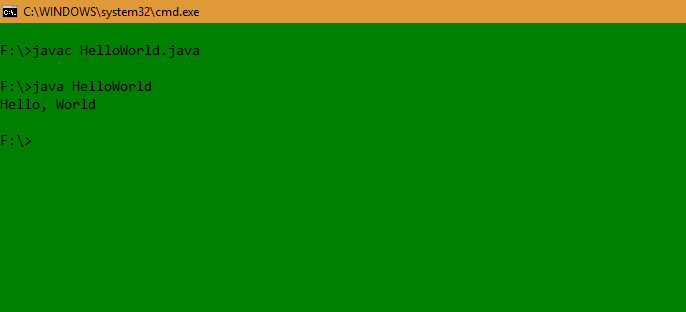 C:\WINDOWS\system32\cmd.exe
F:\>javac HelloWorld.java
F:\>java HelloWorld
Hello, World
F:\>